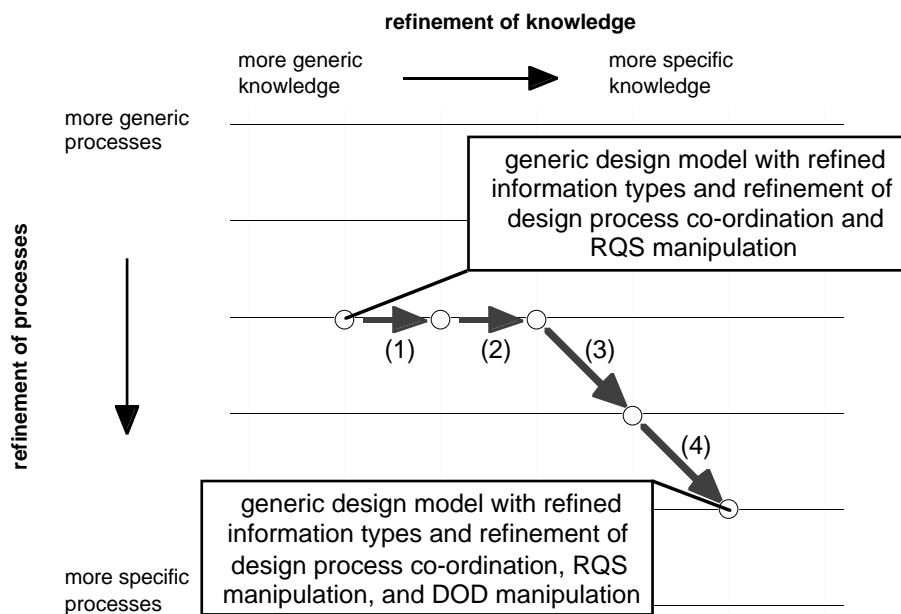 refinement of knowledge
more generic
knowledge
more specific
knowledge
more generic
processes
generic design model with refined
information types and refinement of
design process co-ordination and
RQS manipulation
refinement of processes
(1)
(2)
(3)
(4)
generic design model with refined
information types and refinement of
design process co-ordination, RQS
manipulation, and DOD manipulation
more specific
processes